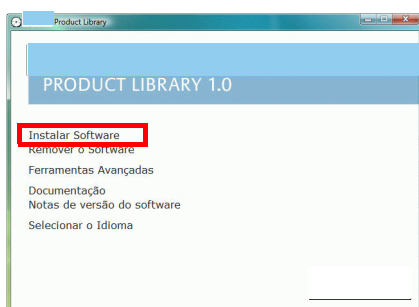 Product Library
PRODUCT LIBRARY 1.0
Instalar Software
Remover o Software
Ferramentas Avançadas
Documentação
Notas de versão do software
Selecionar o Idioma